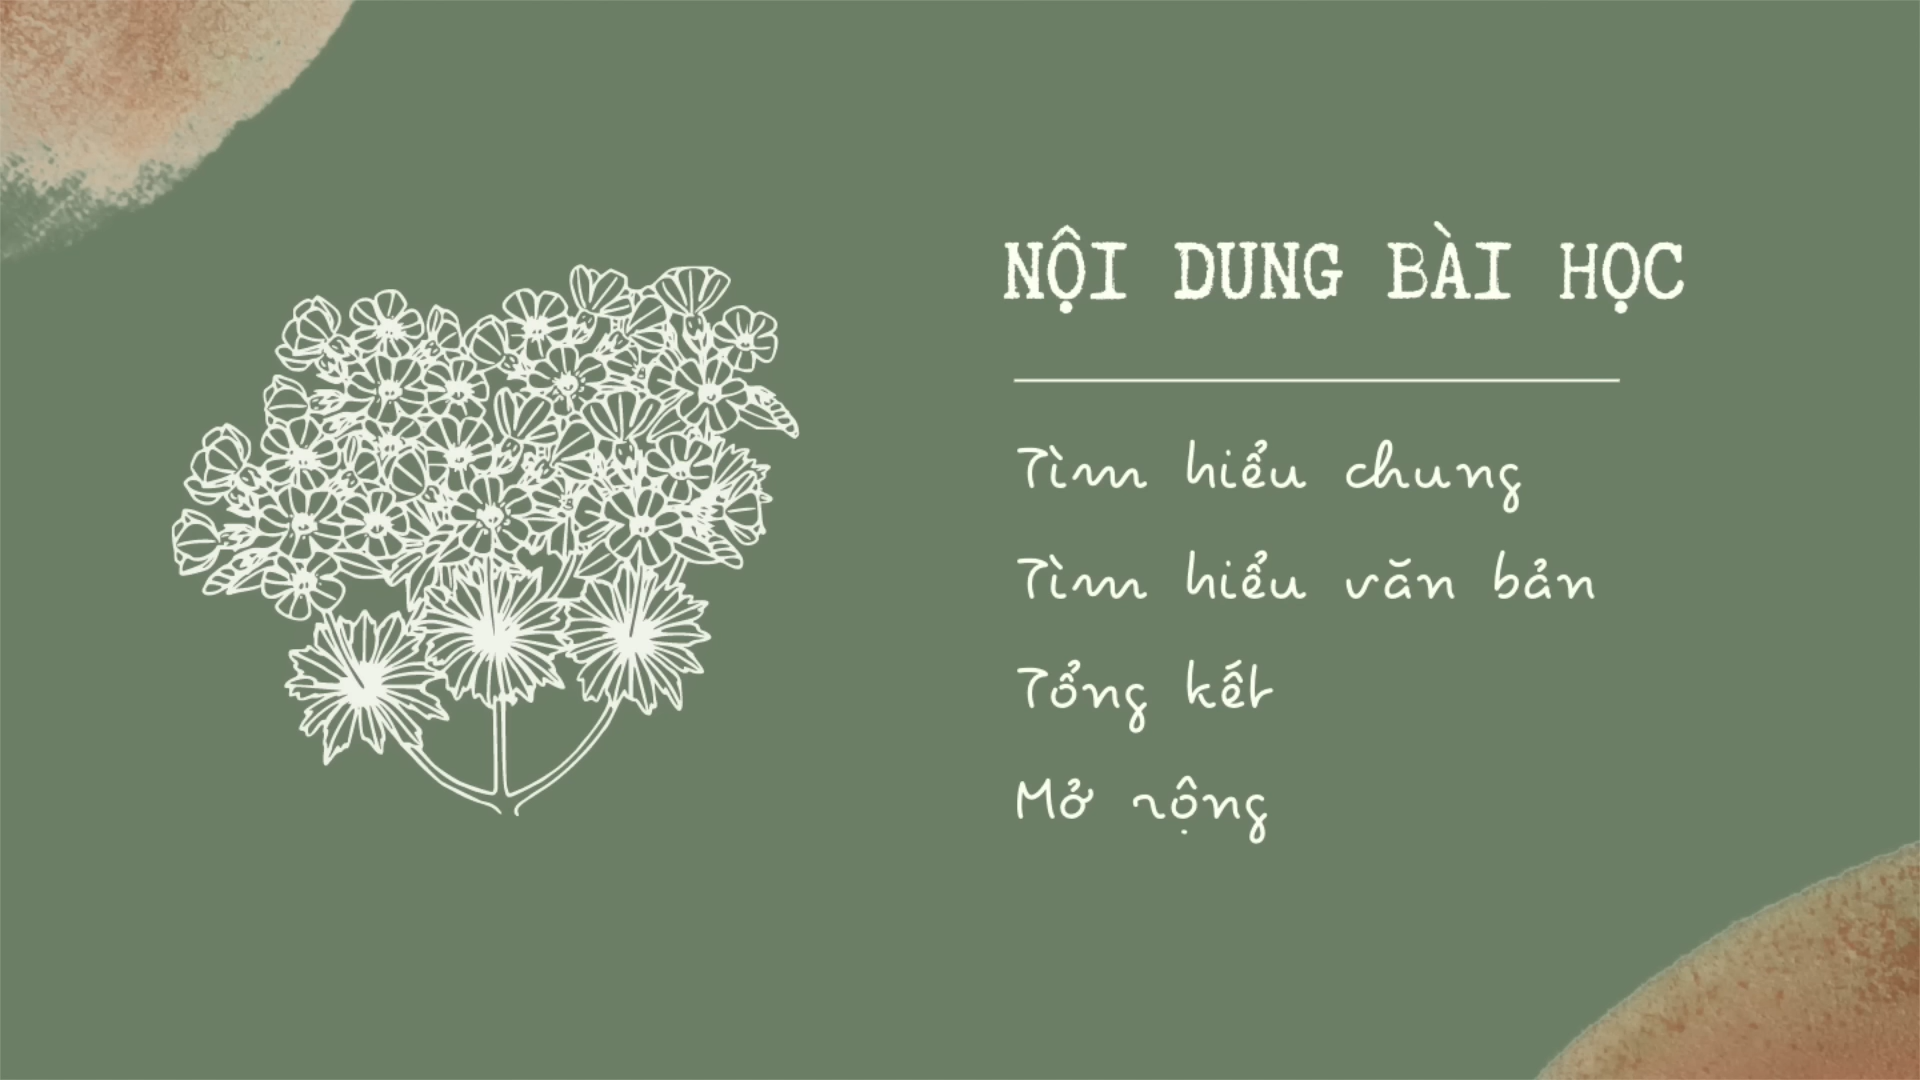 NỘI DUNG BÀI HỌC
Tìm hiểu chung
Tìm hiểu văn bản
Tổng kết
Mở rộng